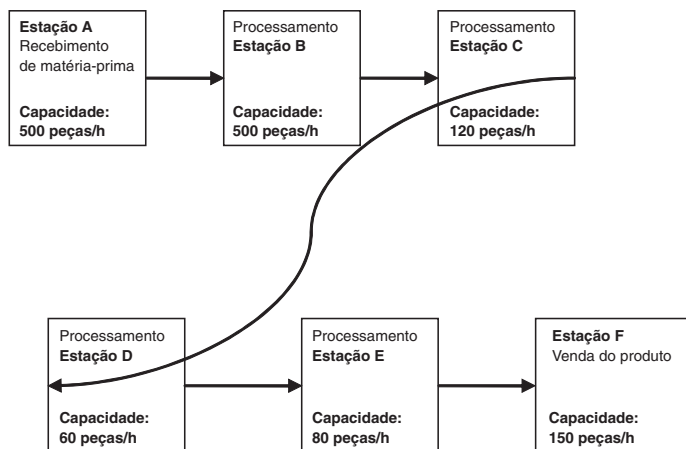 Estação A
Recebimento
de matéria-prima
Capacidade:
500 peças/h
Processamento
Estação B
Capacidade:
500 peças/h
Processamento
Estação C
Capacidade:
120 peças/h
Processamento
Estação D
Capacidade:
60 peças/h
Processamento
Estação E
Capacidade:
80 peças/h
Estação F
Venda do produto
Capacidade:
150 peças/h